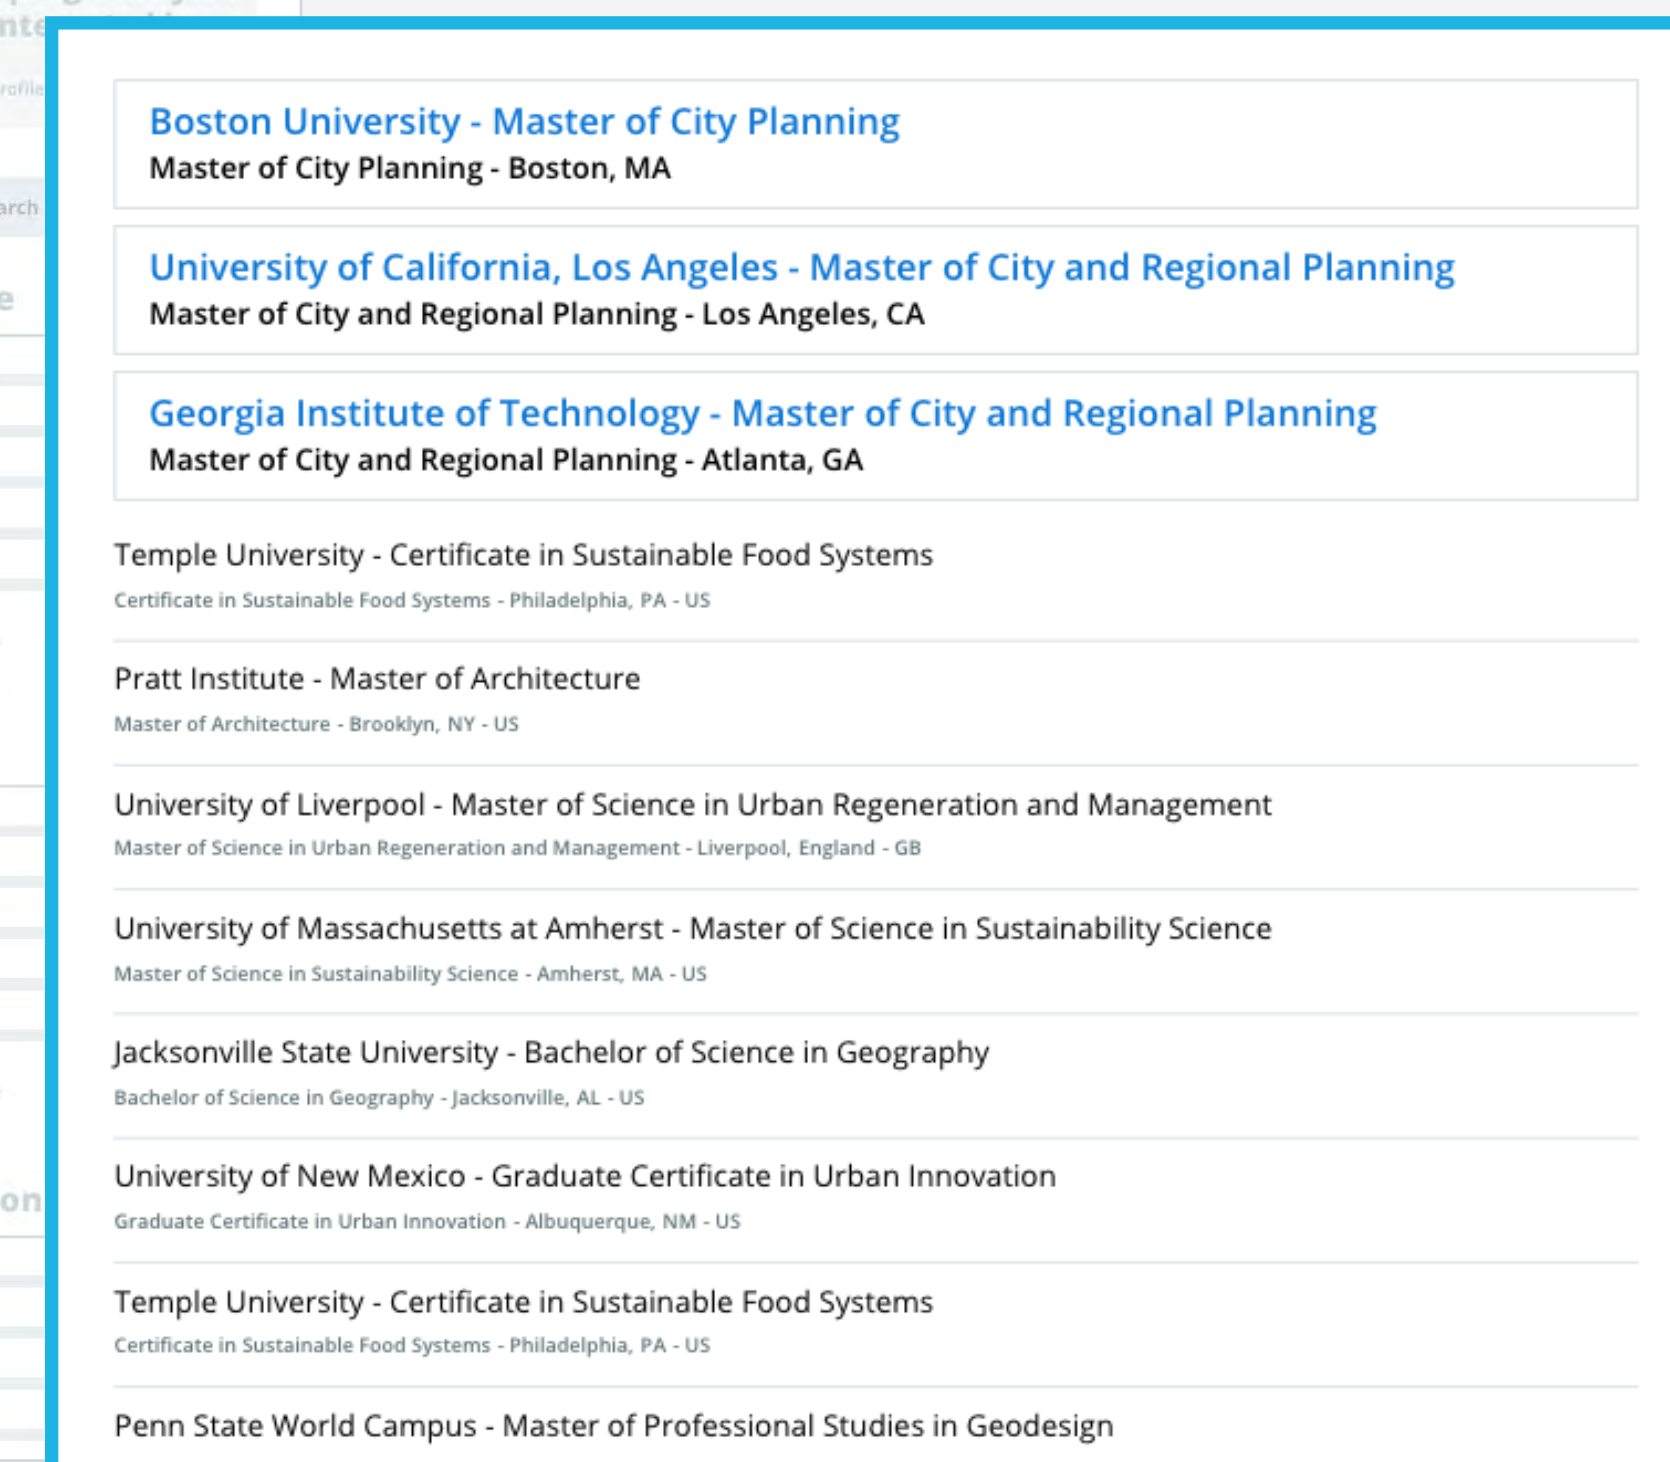 Boston University - Master of City Planning
Master of City Planning - Boston, MA
University of California, Los Angeles - Master of City and Regional Planning
Master of City and Regional Planning - Los Angeles, CA
Georgia Institute of Technology - Master of City and Regional Planning
Master of City and Regional Planning - Atlanta, GA
Temple University - Certificate in Sustainable Food Systems
Certificate in Sustainable Food Systems - Philadelphia, PA - US
Pratt Institute - Master of Architecture
Master of Architecture - Brooklyn, NY - US
University of Liverpool - Master of Science in Urban Regeneration and Management
Master of Science in Urban Regeneration and Management - Liverpool, England - GB
University of Massachusetts at Amherst - Master of Science in Sustainability Science
Master of Science in Sustainability Science - Amherst, MA - US
Jacksonville State University - Bachelor of Science in Geography
Bachelor of Science in Geography - Jacksonville, AL - US
University of New Mexico - Graduate Certificate in Urban Innovation
Graduate Certificate in Urban Innovation - Albuquerque, NM - US
Temple University - Certificate in Sustainable Food Systems
Certificate in Sustainable Food Systems - Philadelphia, PA - US
Penn State World Campus - Master of Professional Studies in Geodesign